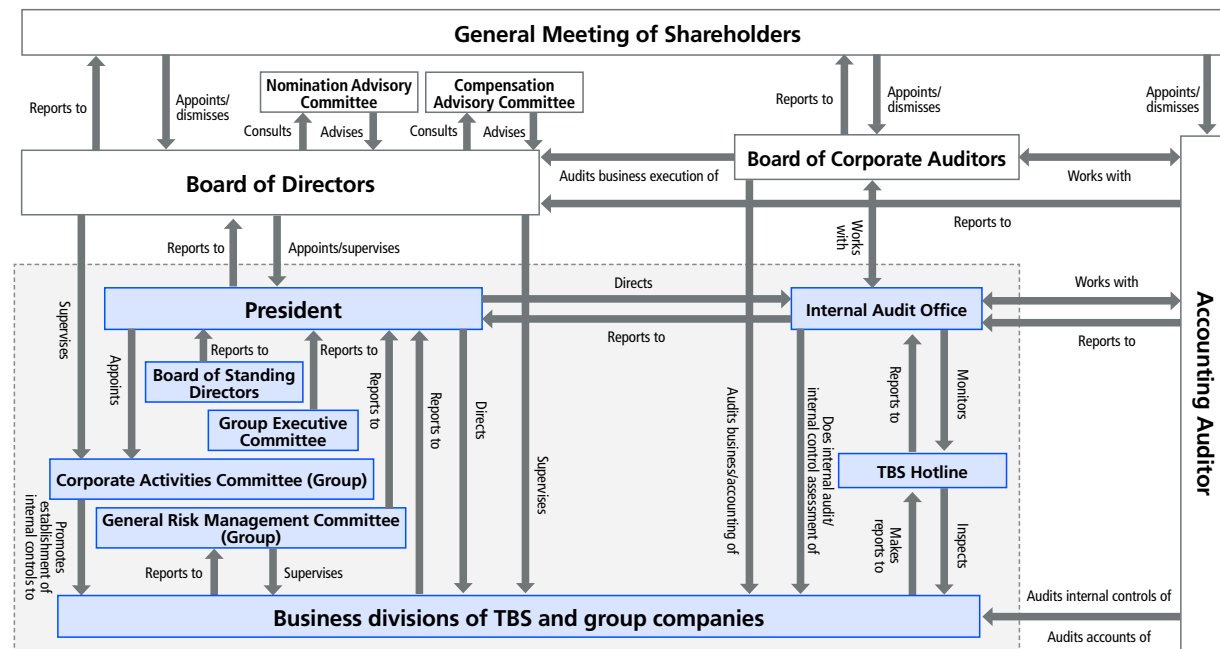 General Meeting of Shareholders
Reports to
Appoints/
dismisses
Nomination Advisory
Committee
Compensation
Advisory Committee
Consults
Advises
Consults
Advises
Reports to
Appoints/
dismisses
Appoints/
dismisses
Board of Directors
Board of Corporate Auditors
Audits business execution of
Works with
Reports to
Works
with
Reports to
Appoints/supervises
Supervises
President
Directs
Reports to
Internal Audit Office
Works with
Reports to
Accounting Auditor
Appoints
Reports to
Board of Standing
Directors
Reports to
Group Executive
Committee
Reports to
Reports to
Directs
Supervises
Audits business/accounting of
Does internal audit/
internal control assessment of
Reports to
Monitors
TBS Hotline
Makes
reports to
Inspects
Corporate Activities Committee (Group)
Promotes
establishment of
internal controls to
General Risk Management Committee
(Group)
Reports to
Supervises
Business divisions of TBS and group companies
Audits internal controls of
Audits accounts of